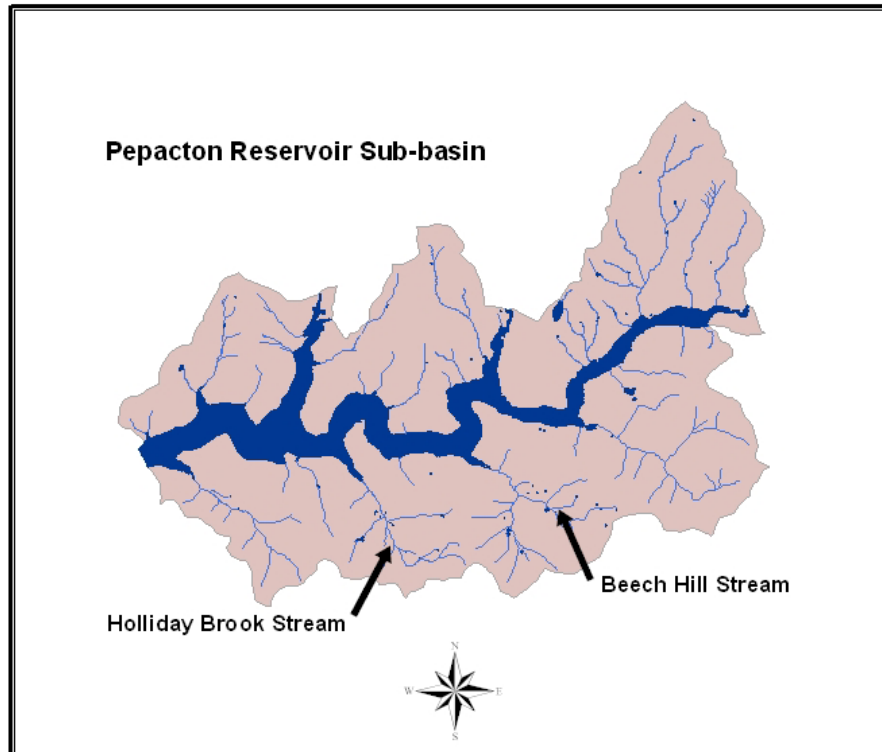 Pepacton Reservoir Sub-basin
Beech Hill Stream
Holliday Brook Stream
N
W E
S